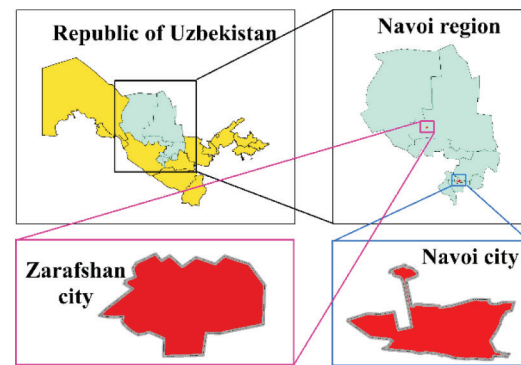 Republic of Uzbekistan
Navoi region
Zarafshan
city
Navoi city